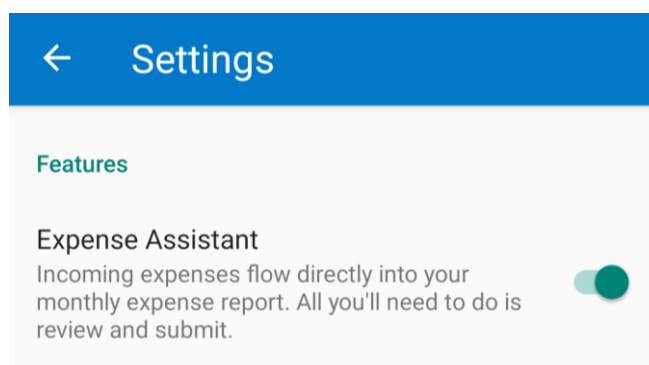 Settings
Features
Expense Assistant
Incoming expenses flow directly into your
monthly expense report. All you'll need to do is
review and submit.